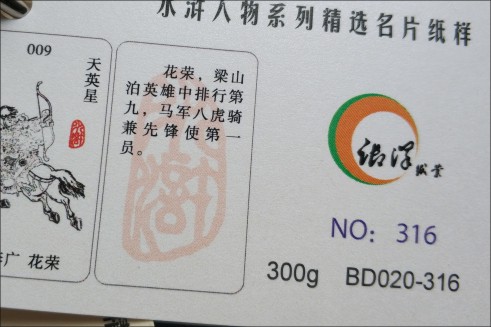 水浒人物系列精选名片纸样
009
天英星
花荣，梁山
泊英雄中排行第
九，马军八虎骑
兼先锋使第一
员。
广 花荣
NO: 316
300g BD020-316